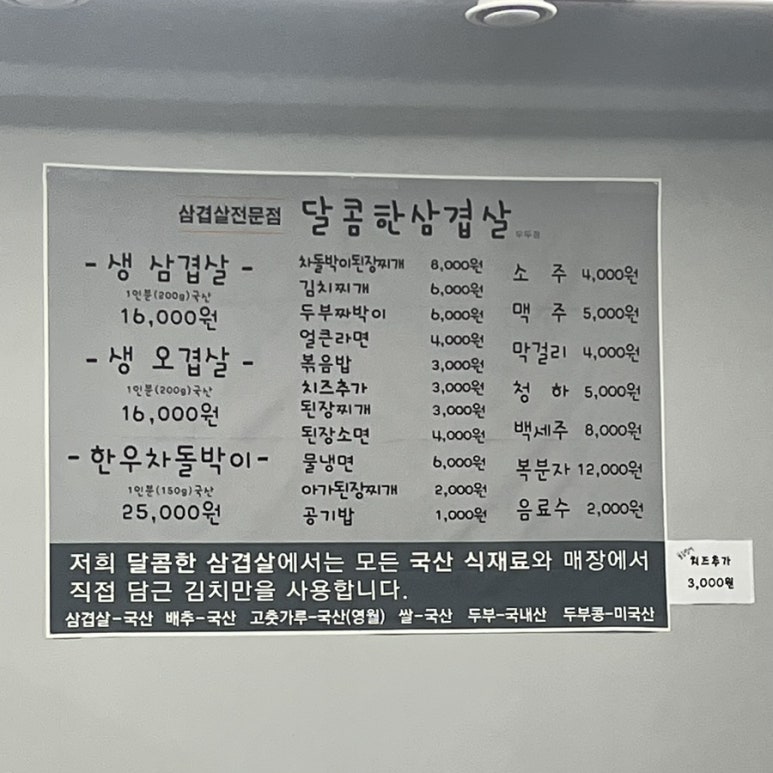 삼겹살전문점 달콤한삼겹살
- 생 삼겹살 -
1인분(200g)국산
16,000원
- 생 오겹살 -
1인분(200g)국산
16,000원
- 한우차돌박이-
1인분(150g)국산
25,000원
차돌박이된장찌개 8,000원
김치찌개 6,000원
두부짜박이 6,000원
얼큰라면 4,000원
볶음밥 3,000원
치즈추가 3,000원
된장찌개 3,000원
된장소면 4,000원
물냉면 6,000원
아가된장찌개 2,000원
공기밥 1,000원
소 주 4,000원
맥 주 5,000원
막걸리 4,000원
청 하 5,000원
백세주 8,000원
복분자 12,000원
음료수 2,000원
저희 달콤한 삼겹살에서는 모든 국산 식재료와 매장에서
직접 담근 김치만을 사용합니다.
삼겹살-국산 배추-국산 고춧가루-국산(영월) 쌀-국산 두부-국내산 두부콩-미국산
치즈추가
3,000원